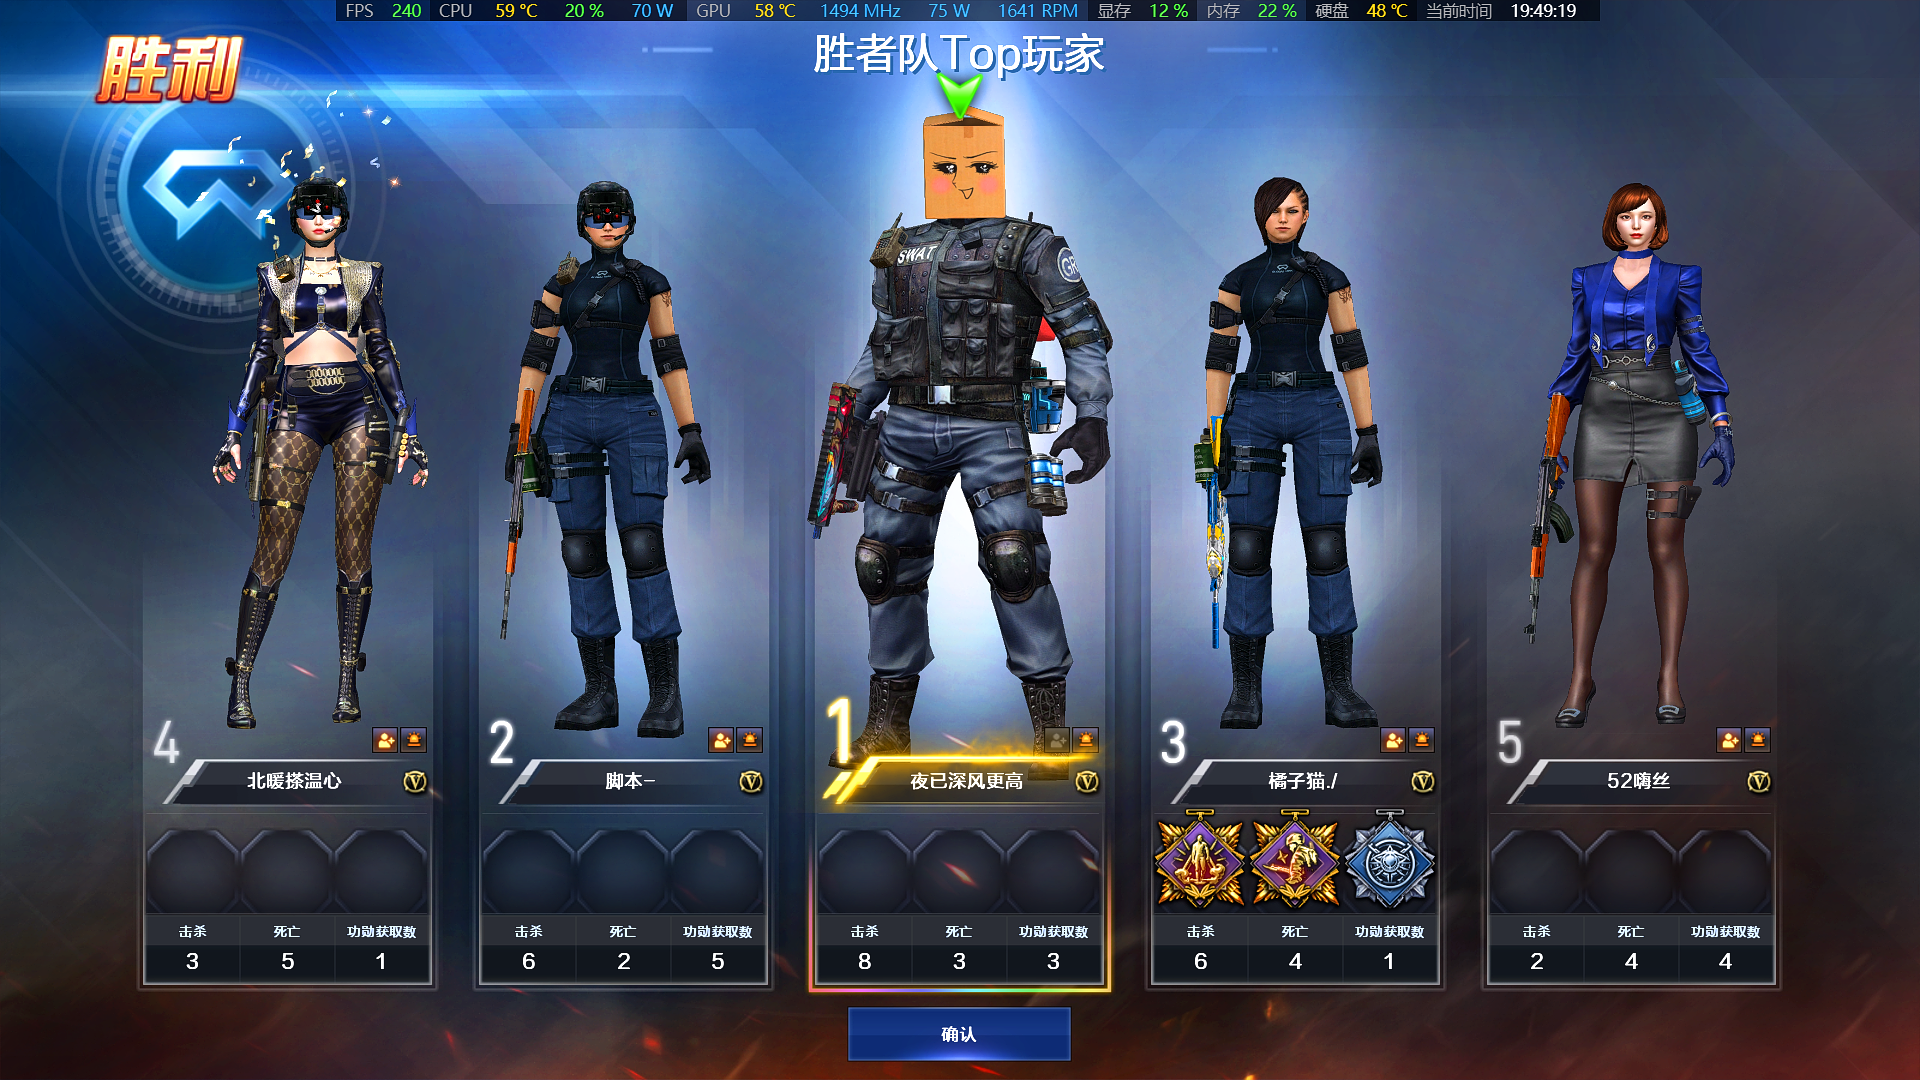 FPS 240 CPU 59 ℃ 20 % 70 W GPU 58 ℃ 1494 MHz 75 W 1641 RPM 显存 12 % 内存 22 % 硬盘 48 ℃ 当前时间 19:49:19
胜利
胜者队Top玩家
SWAT
4
2
1
3
5
北暖搽温心
脚本-
夜已深风更高
橘子猫./
52嗨丝
击杀 死亡 功勋获取数
3 5 1
击杀 死亡 功勋获取数
6 2 5
击杀 死亡 功勋获取数
8 3 3
击杀 死亡 功勋获取数
6 4 1
击杀 死亡 功勋获取数
2 4 4
确认